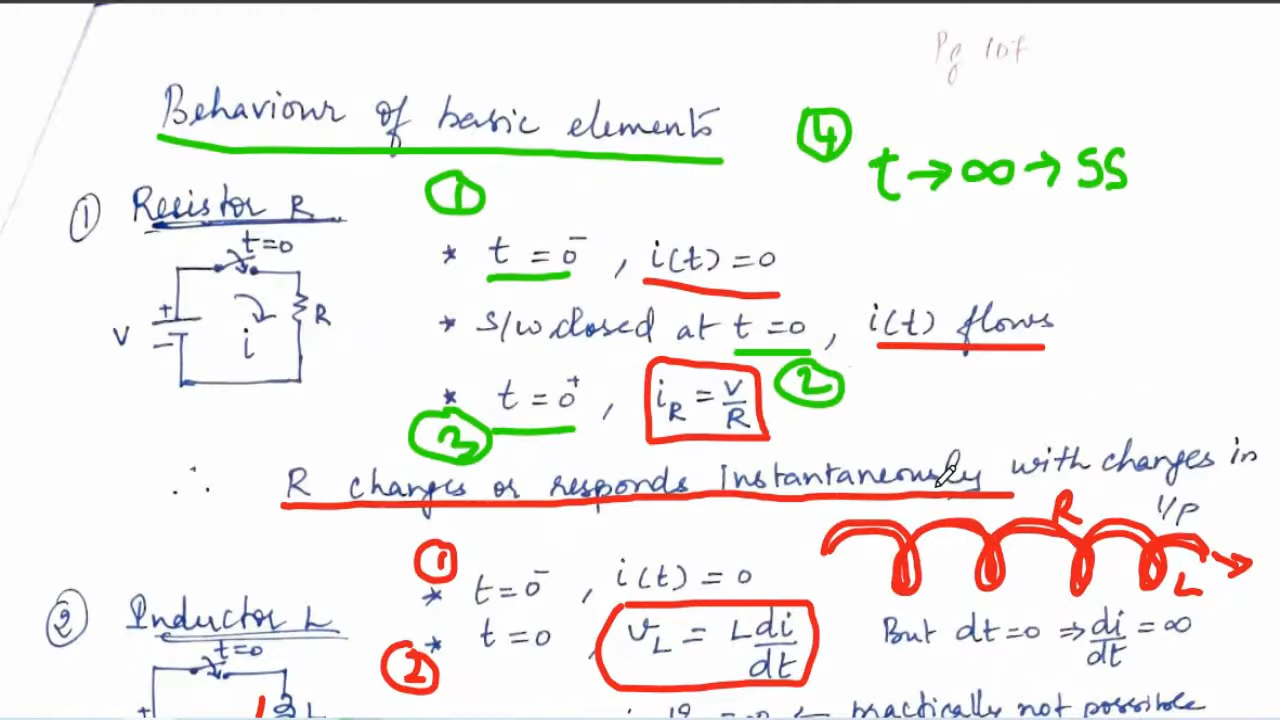 Pg 107
Behaviour of basic elements
④ t → ∞ → SS
① Resistor R
①
t=0
* t = 0⁻ , i(t) = 0
+
V
−
i
R
* S/W closed at t = 0 , i(t) flows
②
* t = 0⁺ , i_R = V/R
③
∴ R changes or responds instantaneously with changes in
I/P
R
L
①
* t = 0⁻ , i(t) = 0
② Inductor L
* t = 0 , v_L = L di/dt
But dt = 0 ⇒ di/dt = ∞
②
t=0
+
L
practically not possible